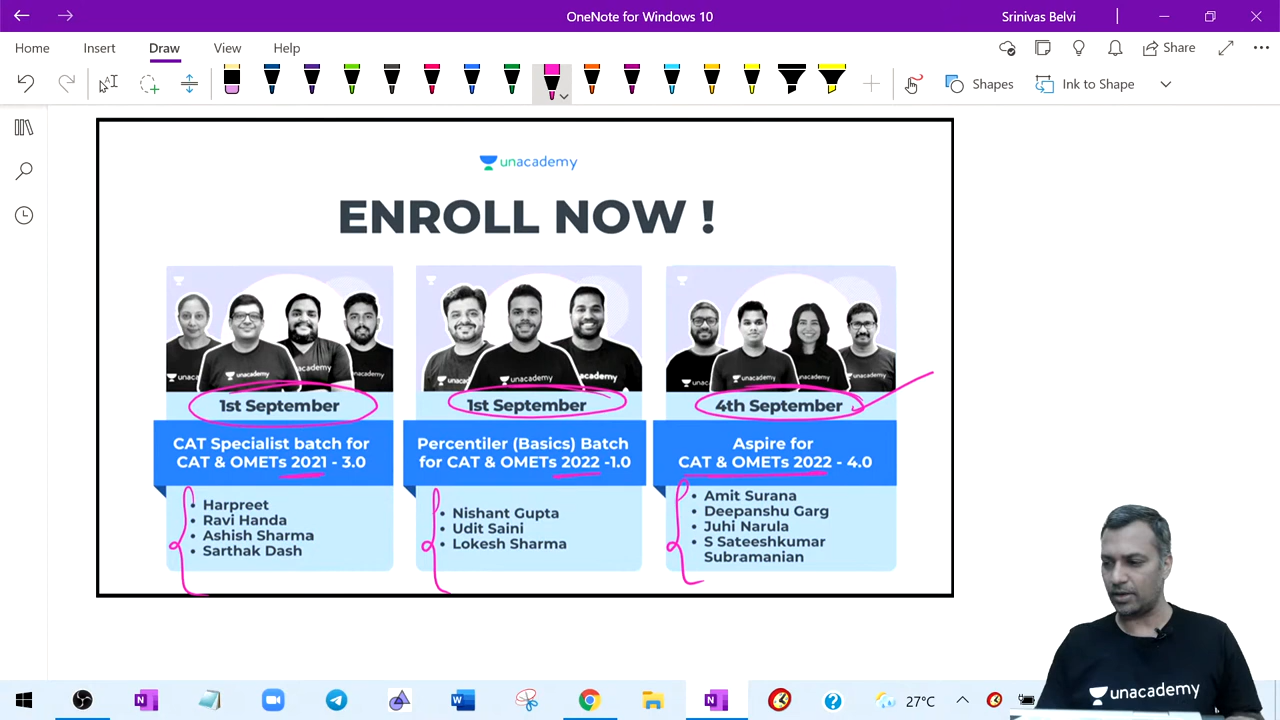 OneNote for Windows 10
Srinivas Belvi
Home
Insert
Draw
View
Help
Share
Shapes
Ink to Shape
unacademy
ENROLL NOW !
unacademy
unacademy
unacademy
1st September
1st September
4th September
CAT Specialist batch for
CAT & OMETs 2021 - 3.0
Percentiler (Basics) Batch
for CAT & OMETs 2022 -1.0
Aspire for
CAT & OMETs 2022 - 4.0
Harpreet
Ravi Handa
Ashish Sharma
Sarthak Dash
Nishant Gupta
Udit Saini
Lokesh Sharma
Amit Surana
Deepanshu Garg
Juhi Narula
S Sateeshkumar
Subramanian
unacademy
27°C